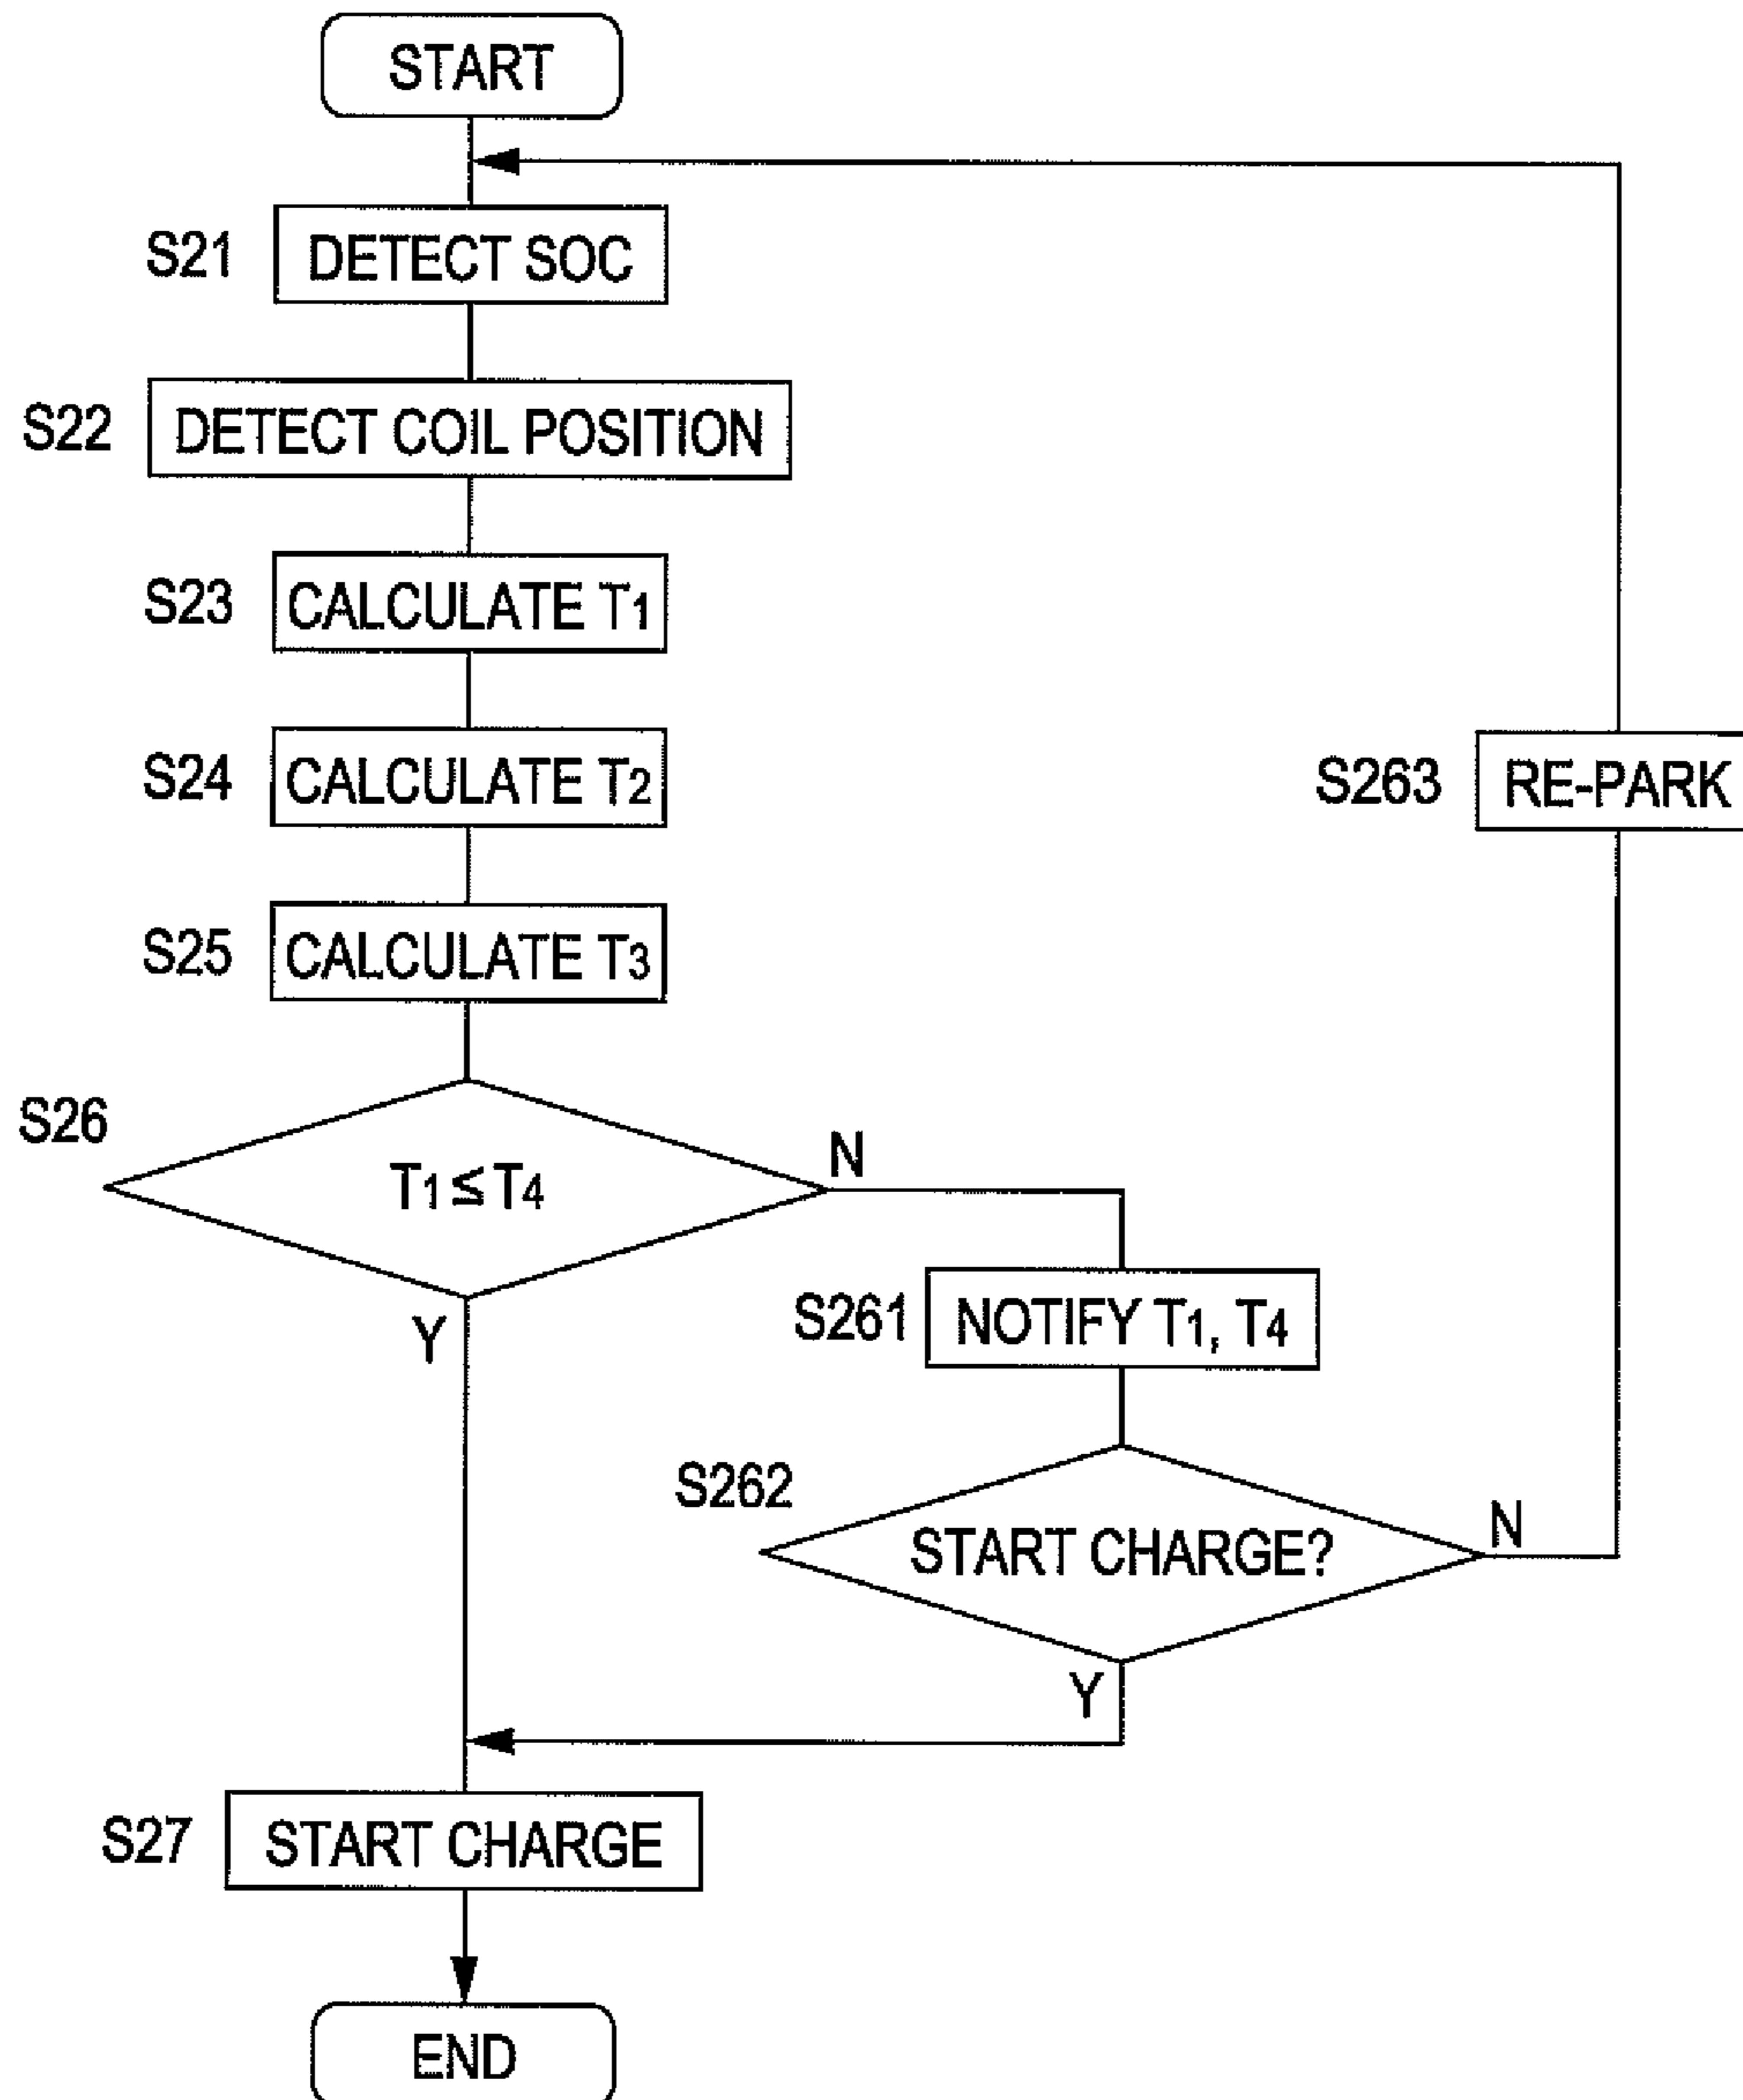 START
S21 DETECT SOC
S22 DETECT COIL POSITION
S23 CALCULATE T1
S24 CALCULATE T2
S263 RE-PARK
S25 CALCULATE T3
S26
T1 ≤ T4
N
S261 NOTIFY T1, T4
Y
S262
START CHARGE?
N
Y
S27 START CHARGE
END